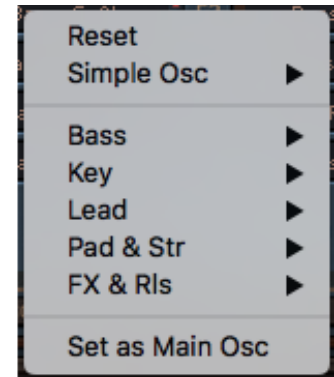 Reset
Simple Osc
Bass
Key
Lead
Pad & Str
FX & Rls
Set as Main Osc